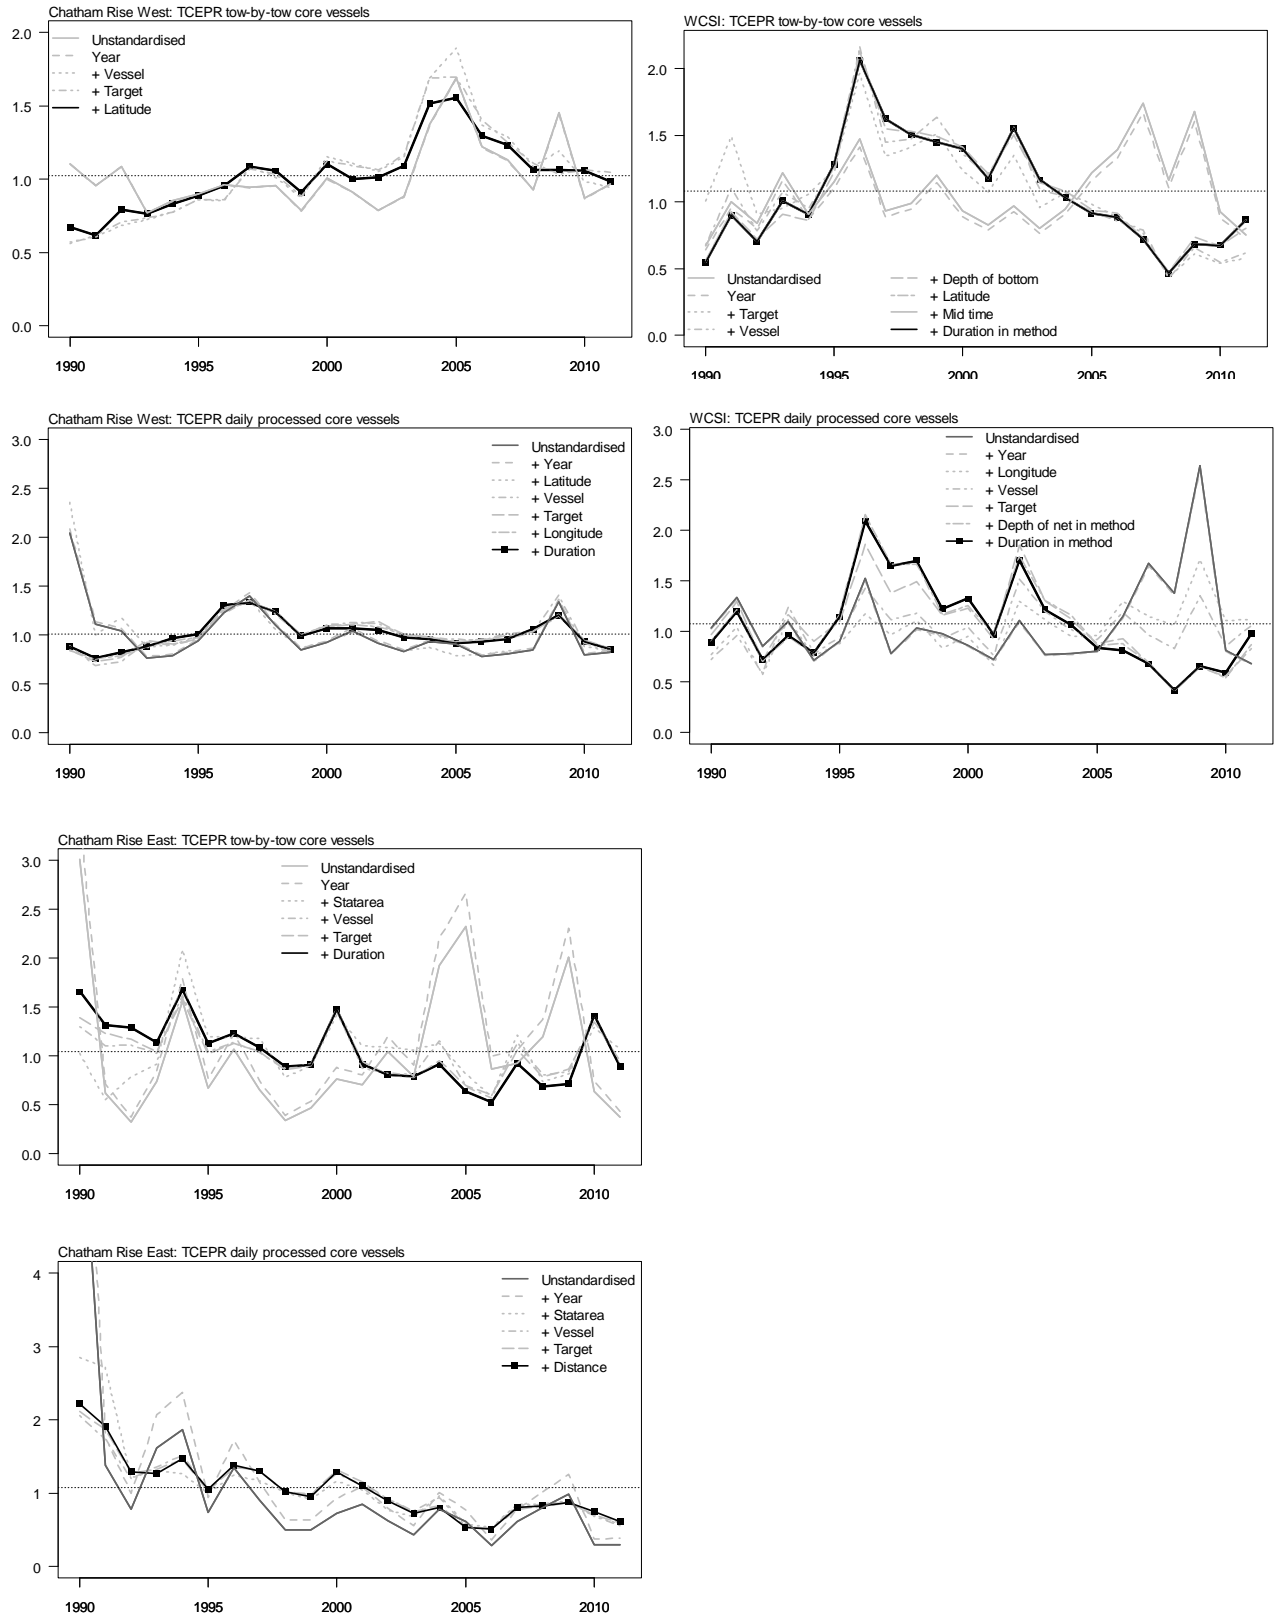 Chatham Rise West: TCEPR tow-by-tow core vessels
2.0
1.5
1.0
0.5
0.0
Unstandardised
Year
+ Vessel
+ Target
+ Latitude
1990 1995 2000 2005 2010
WCSI: TCEPR tow-by-tow core vessels
2.0
1.5
1.0
0.5
0.0
Unstandardised
Year
+ Target
+ Vessel
+ Depth of bottom
+ Latitude
+ Mid time
+ Duration in method
1990 1995 2000 2005 2010
Chatham Rise West: TCEPR daily processed core vessels
3.0
2.5
2.0
1.5
1.0
0.5
0.0
Unstandardised
+ Year
+ Latitude
+ Vessel
+ Target
+ Longitude
+ Duration
1990 1995 2000 2005 2010
WCSI: TCEPR daily processed core vessels
3.0
2.5
2.0
1.5
1.0
0.5
0.0
Unstandardised
+ Year
+ Longitude
+ Vessel
+ Target
+ Depth of net in method
+ Duration in method
1990 1995 2000 2005 2010
Chatham Rise East: TCEPR tow-by-tow core vessels
3.0
2.5
2.0
1.5
1.0
0.5
0.0
Unstandardised
Year
+ Statarea
+ Vessel
+ Target
+ Duration
1990 1995 2000 2005 2010
Chatham Rise East: TCEPR daily processed core vessels
4
3
2
1
0
Unstandardised
+ Year
+ Statarea
+ Vessel
+ Target
+ Distance
1990 1995 2000 2005 2010